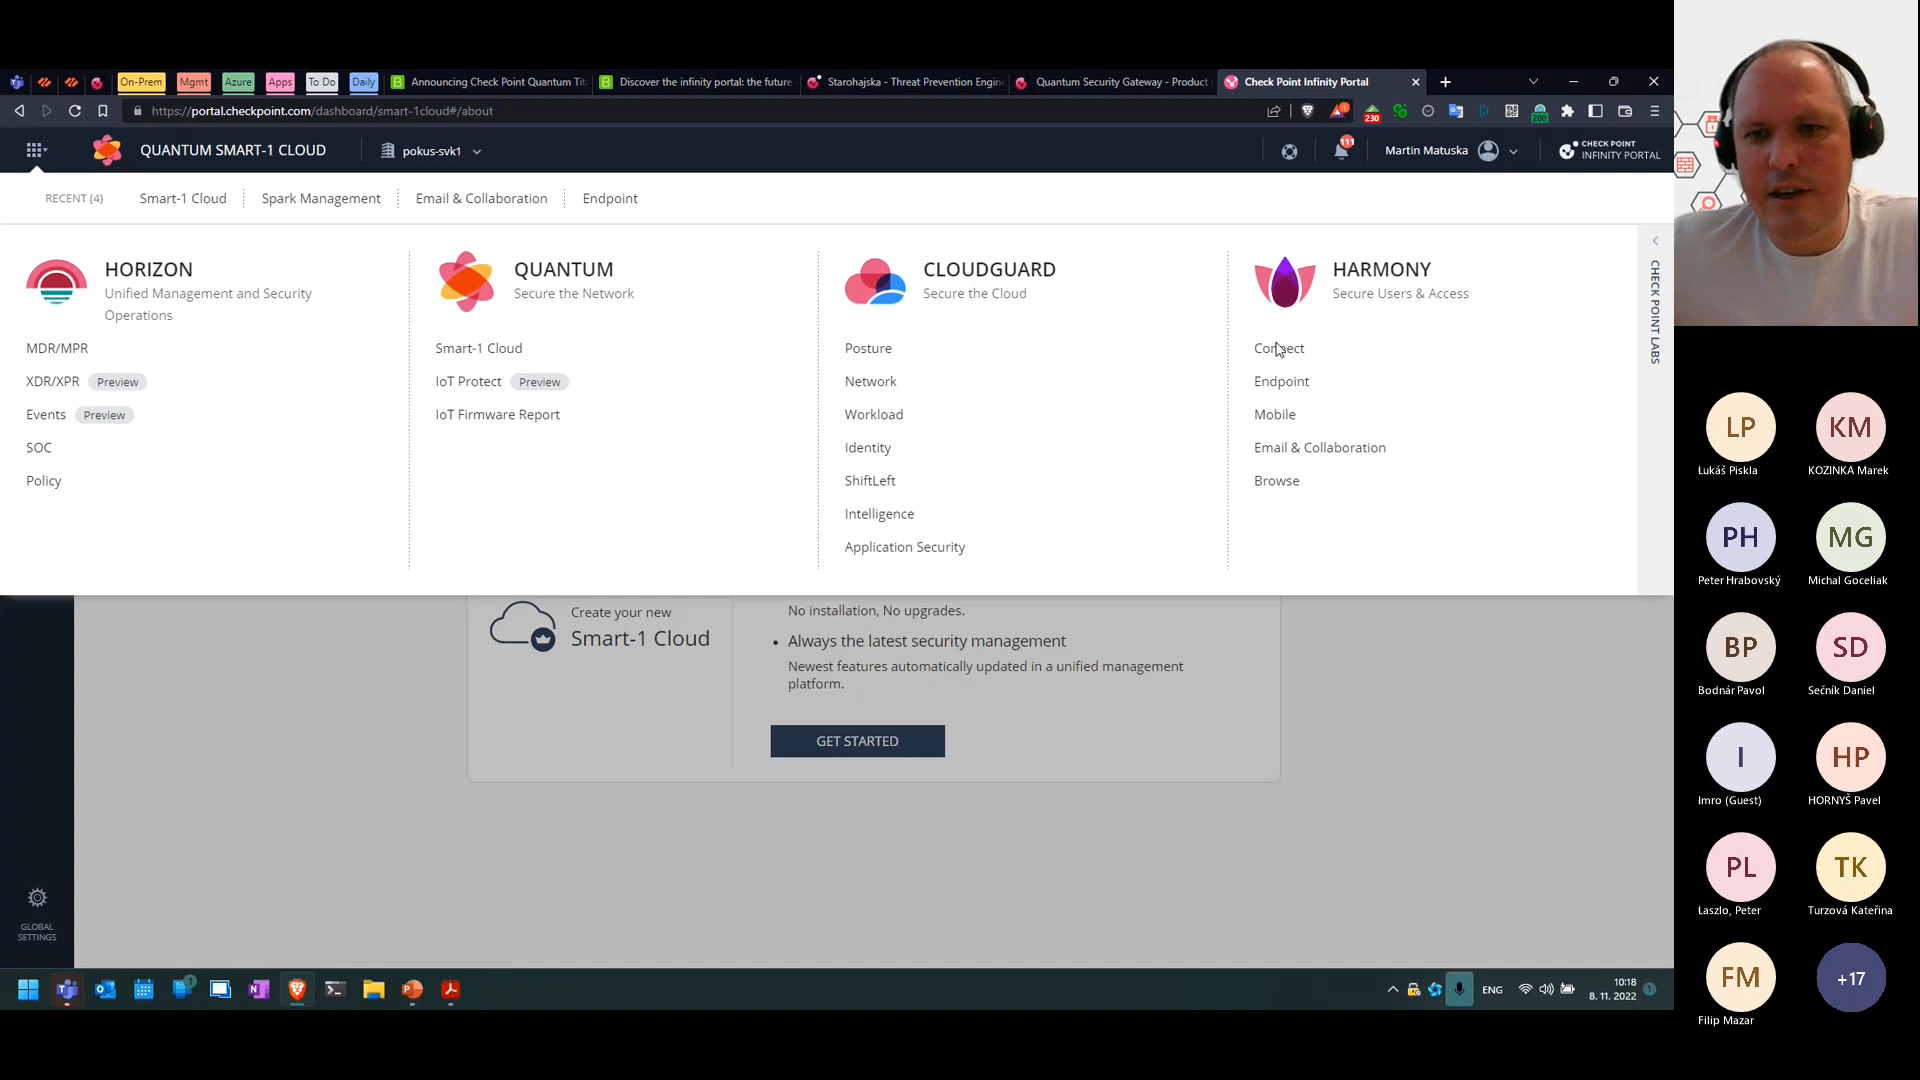 On-Prem
Mgmt
Azure
Apps
To Do
Daily
Announcing Check Point Quantum Tit
Discover the infinity portal: the future
Starohajska - Threat Prevention Engin
Quantum Security Gateway - Product
Check Point Infinity Portal
https://portal.checkpoint.com/dashboard/smart-1cloud#/about
230
200
QUANTUM SMART-1 CLOUD
pokus-svk1
111
Martin Matuska
CHECK POINT
INFINITY PORTAL
RECENT (4)
Smart-1 Cloud
Spark Management
Email & Collaboration
Endpoint
HORIZON
Unified Management and Security
Operations
MDR/MPR
XDR/XPR Preview
Events Preview
SOC
Policy
QUANTUM
Secure the Network
Smart-1 Cloud
IoT Protect Preview
IoT Firmware Report
CLOUDGUARD
Secure the Cloud
Posture
Network
Workload
Identity
ShiftLeft
Intelligence
Application Security
HARMONY
Secure Users & Access
Connect
Endpoint
Mobile
Email & Collaboration
Browse
CHECK POINT LABS
Create your new
Smart-1 Cloud
No installation, No upgrades.
• Always the latest security management
Newest features automatically updated in a unified management
platform.
GET STARTED
GLOBAL
SETTINGS
ENG
10:18
8. 11. 2022
1
LP
Lukáš Piskla
KM
KOZINKA Marek
PH
Peter Hrabovský
MG
Michal Goceliak
BP
Bodnár Pavol
SD
Sečník Daniel
I
Imro (Guest)
HP
HORNYŠ Pavel
PL
Laszlo, Peter
TK
Turzová Kateřina
FM
Filip Mazar
+17